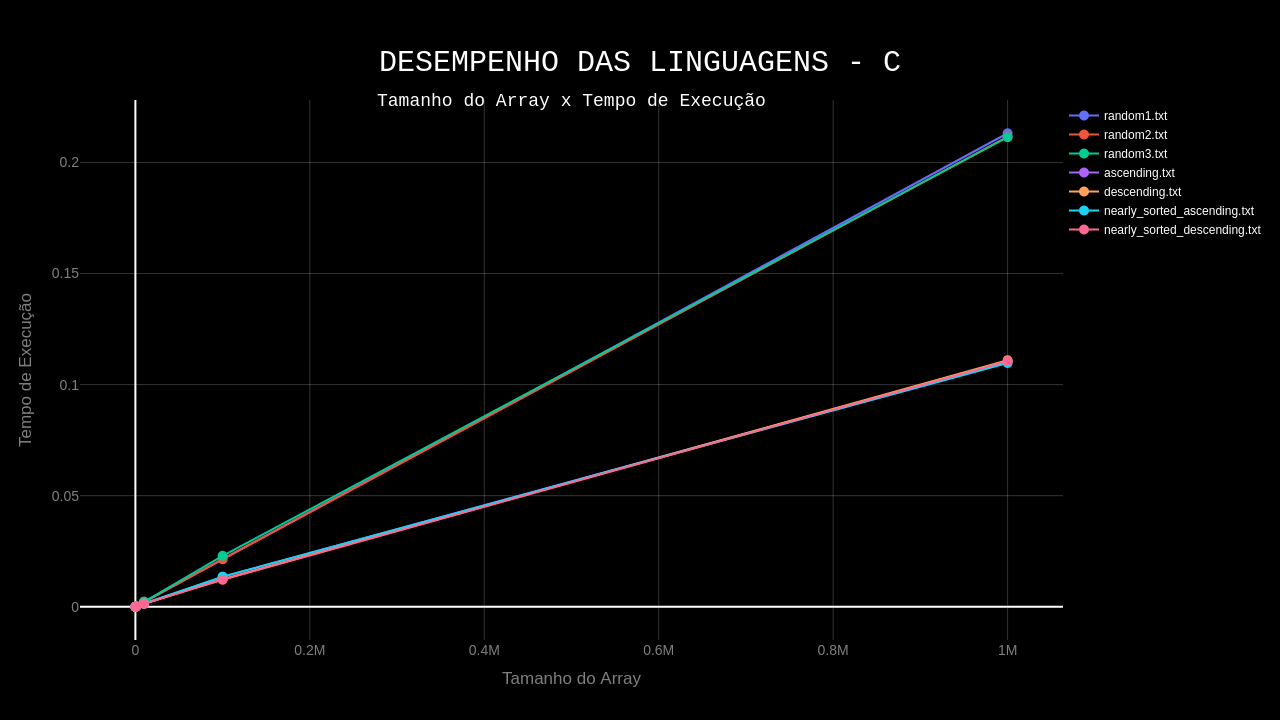 DESEMPENHO DAS LINGUAGENS - C
Tamanho do Array x Tempo de Execução
random1.txt
random2.txt
random3.txt
ascending.txt
descending.txt
nearly_sorted_ascending.txt
nearly_sorted_descending.txt
Tempo de Execução
0.2
0.15
0.1
0.05
0
0 0.2M 0.4M 0.6M 0.8M 1M
Tamanho do Array